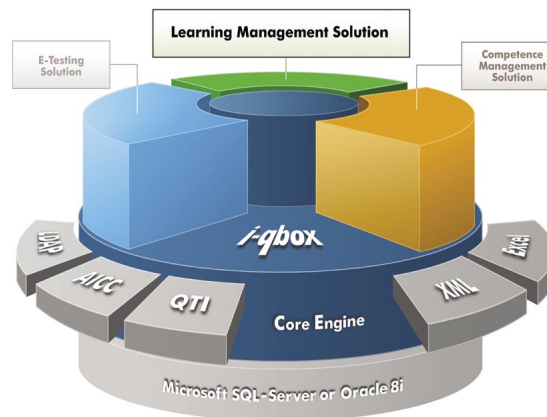 Learning Management Solution
E-Testing
Solution
Competence
Management
Solution
i-qbox
LDAP
AICC
QTI
XML
Excel
Core Engine
Microsoft SQL-Server or Oracle 8i